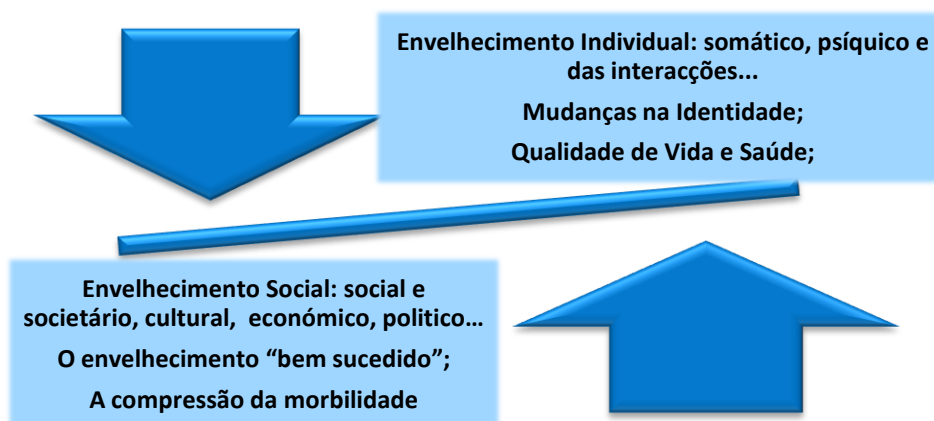 Envelhecimento Individual: somático, psíquico e
das interacções...
Mudanças na Identidade;
Qualidade de Vida e Saúde;
Envelhecimento Social: social e
societário, cultural,  económico, politico…
O envelhecimento “bem sucedido”;
A compressão da morbilidade